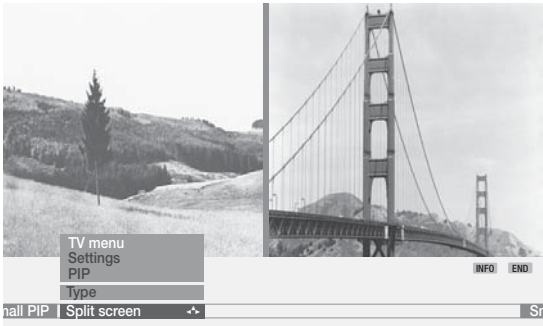 TV menu
Settings
PIP
INFO END
Type
Split screen